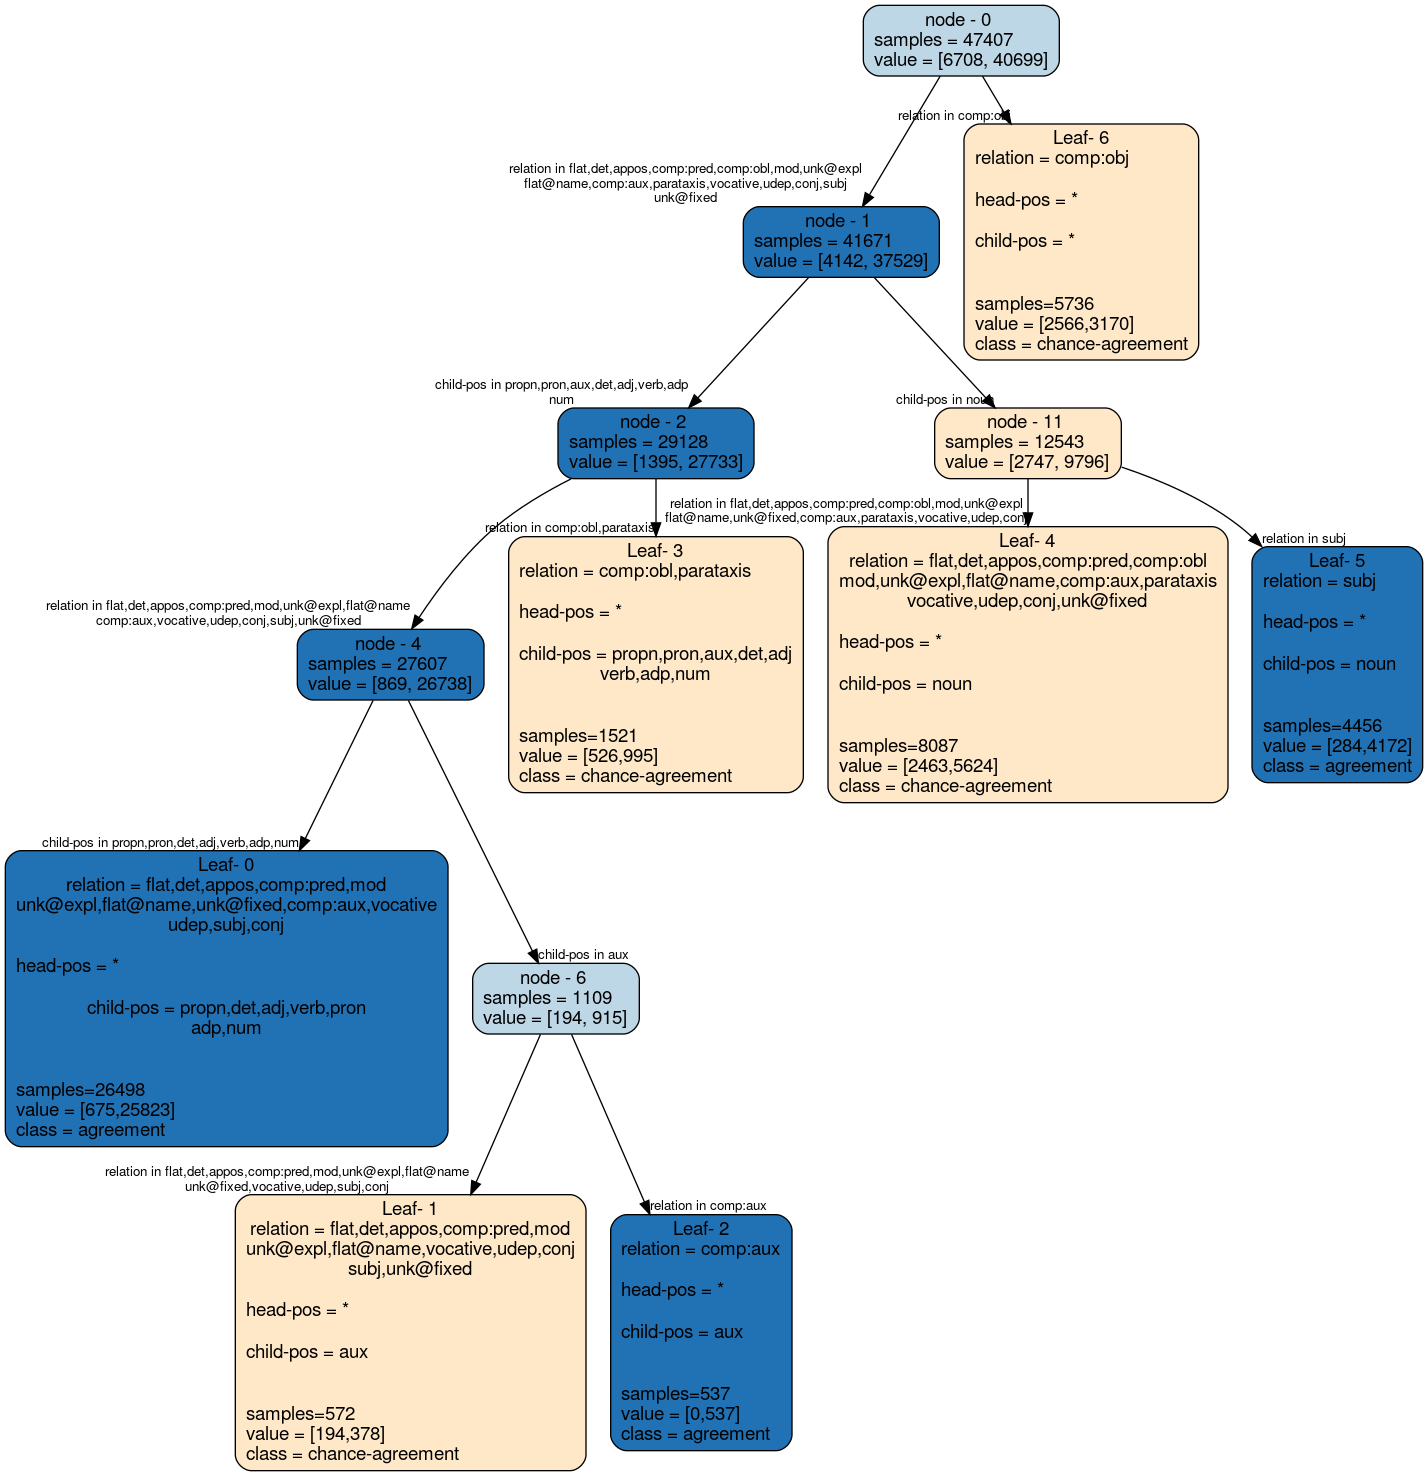 node - 0
samples = 47407
value = [6708, 40699]
relation in comp:obj
Leaf- 6
relation = comp:obj
head-pos = *
child-pos = *
samples=5736
value = [2566,3170]
class = chance-agreement
relation in flat,det,appos,comp:pred,comp:obl,mod,unk@expl
flat@name,comp:aux,parataxis,vocative,udep,conj,subj
unk@fixed
node - 1
samples = 41671
value = [4142, 37529]
child-pos in propn,pron,aux,det,adj,verb,adp
num
node - 2
samples = 29128
value = [1395, 27733]
child-pos in noun
node - 11
samples = 12543
value = [2747, 9796]
relation in comp:obl,parataxis
Leaf- 3
relation = comp:obl,parataxis
head-pos = *
child-pos = propn,pron,aux,det,adj
verb,adp,num
samples=1521
value = [526,995]
class = chance-agreement
relation in flat,det,appos,comp:pred,comp:obl,mod,unk@expl
flat@name,unk@fixed,comp:aux,parataxis,vocative,udep,conj
Leaf- 4
relation = flat,det,appos,comp:pred,comp:obl
mod,unk@expl,flat@name,comp:aux,parataxis
vocative,udep,conj,unk@fixed
head-pos = *
child-pos = noun
samples=8087
value = [2463,5624]
class = chance-agreement
relation in subj
Leaf- 5
relation = subj
head-pos = *
child-pos = noun
samples=4456
value = [284,4172]
class = agreement
relation in flat,det,appos,comp:pred,mod,unk@expl,flat@name
comp:aux,vocative,udep,conj,subj,unk@fixed
node - 4
samples = 27607
value = [869, 26738]
child-pos in propn,pron,det,adj,verb,adp,num
Leaf- 0
relation = flat,det,appos,comp:pred,mod
unk@expl,flat@name,unk@fixed,comp:aux,vocative
udep,subj,conj
head-pos = *
child-pos = propn,det,adj,verb,pron
adp,num
samples=26498
value = [675,25823]
class = agreement
child-pos in aux
node - 6
samples = 1109
value = [194, 915]
relation in flat,det,appos,comp:pred,mod,unk@expl,flat@name
unk@fixed,vocative,udep,subj,conj
Leaf- 1
relation = flat,det,appos,comp:pred,mod
unk@expl,flat@name,vocative,udep,conj
subj,unk@fixed
head-pos = *
child-pos = aux
samples=572
value = [194,378]
class = chance-agreement
relation in comp:aux
Leaf- 2
relation = comp:aux
head-pos = *
child-pos = aux
samples=537
value = [0,537]
class = agreement